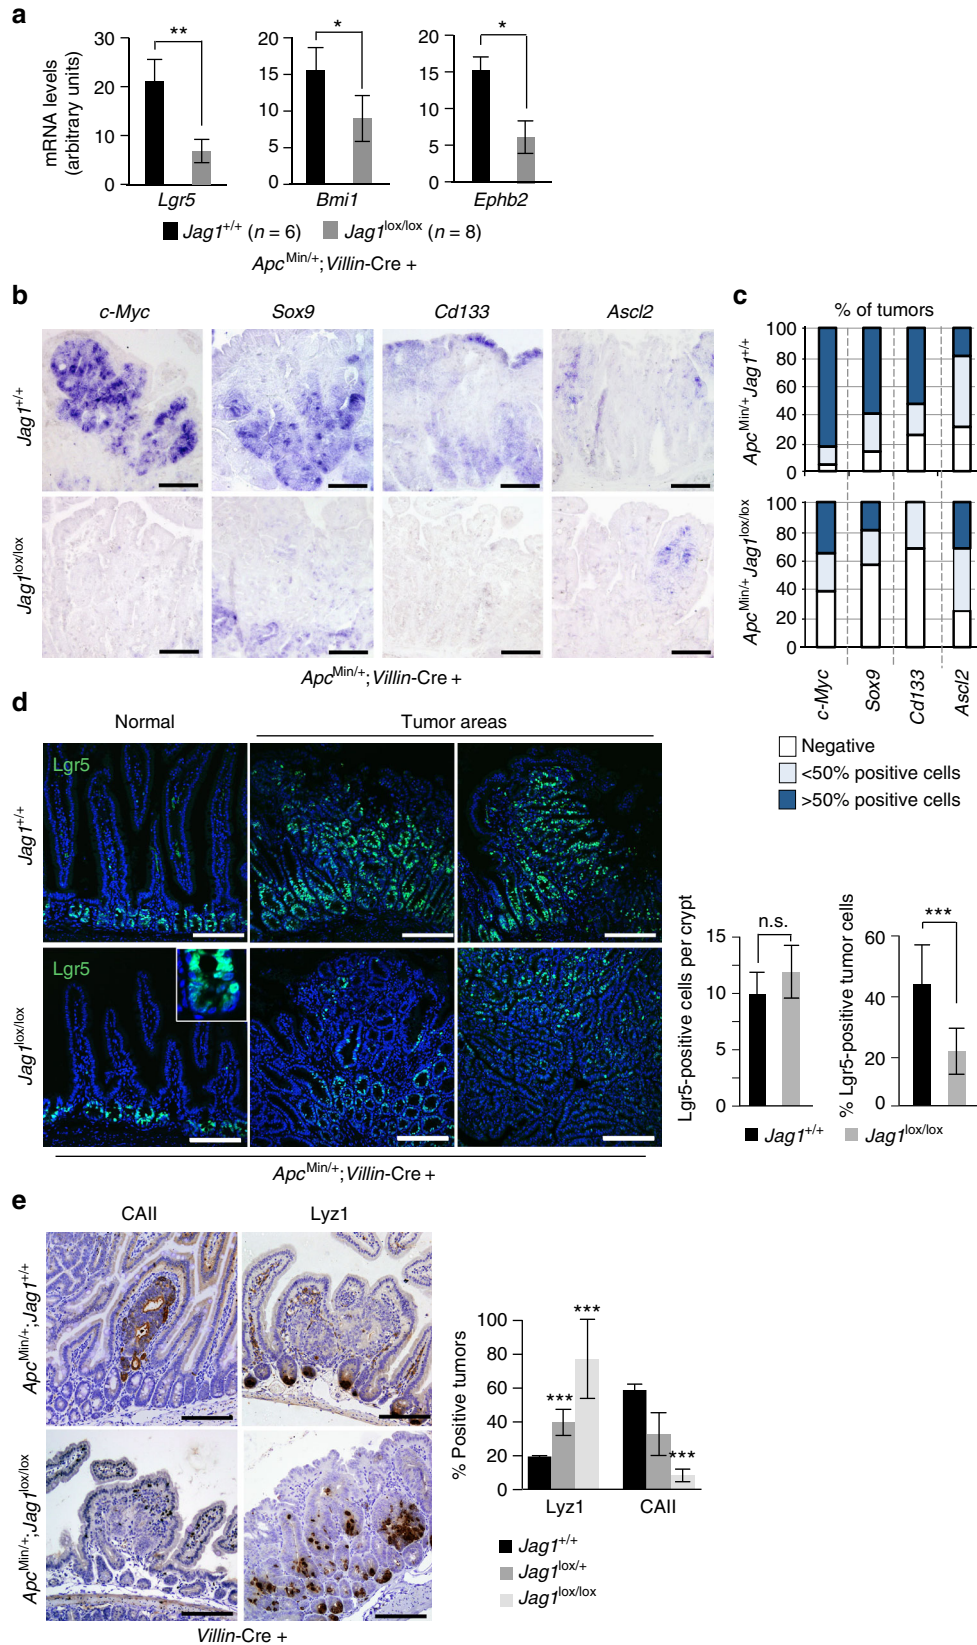 a
mRNA levels
(arbitrary units)
30
20
10
0
**
Lgr5
20
15
10
5
0
*
Bmi1
20
15
10
5
0
*
Ephb2
Jag1+/+ (n = 6)
Jag1lox/lox (n = 8)
ApcMin/+;Villin-Cre +
b
c-Myc
Sox9
Cd133
Ascl2
Jag1+/+
Jag1lox/lox
ApcMin/+;Villin-Cre +
c
% of tumors
ApcMin/+Jag1+/+
100
80
60
40
20
0
ApcMin/+Jag1lox/lox
100
80
60
40
20
0
c-Myc
Sox9
Cd133
Ascl2
Negative
<50% positive cells
>50% positive cells
d
Normal
Tumor areas
Jag1+/+
Lgr5
Jag1lox/lox
Lgr5
ApcMin/+;Villin-Cre +
Lgr5-positive cells per crypt
15
10
5
0
n.s.
% Lgr5-positive tumor cells
60
40
20
0
***
Jag1+/+
Jag1lox/lox
e
CAII
Lyz1
ApcMin/+;Jag1+/+
ApcMin/+;Jag1lox/lox
Villin-Cre +
% Positive tumors
100
80
60
40
20
0
***
***
***
Lyz1
CAII
Jag1+/+
Jag1lox/+
Jag1lox/lox